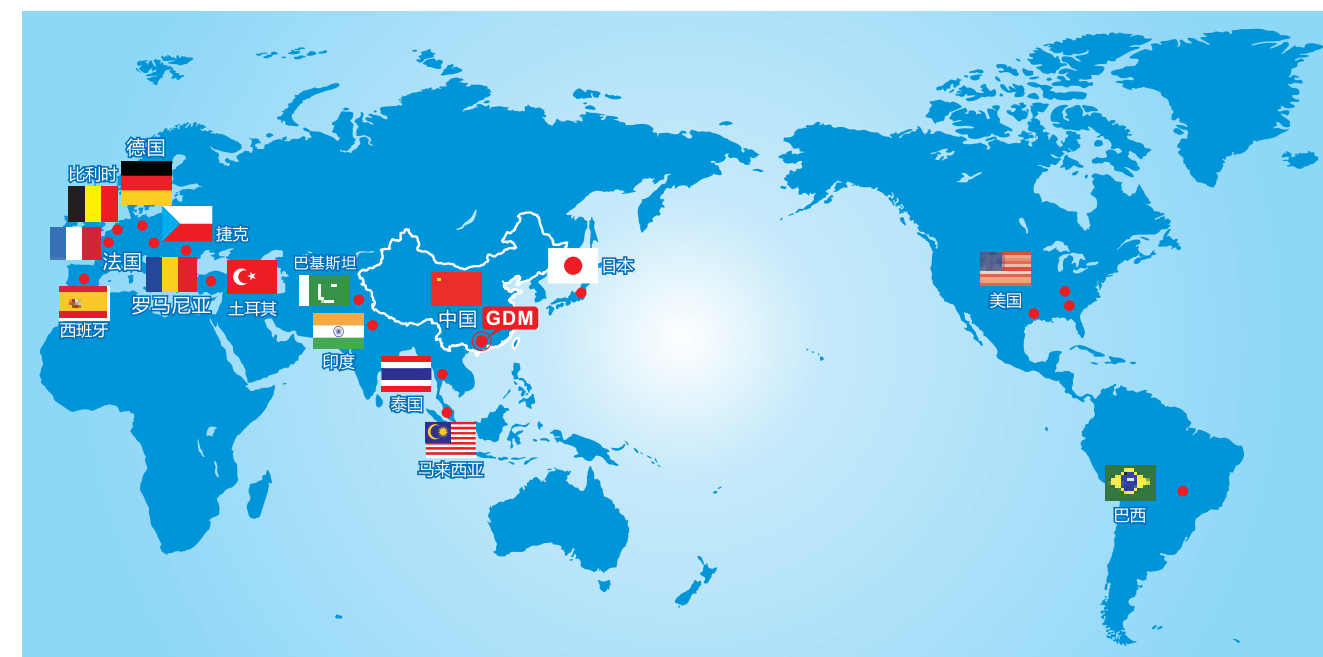 德国
比利时
捷克
法国
巴基斯坦
日本
罗马尼亚
土耳其
美国
中国
GDM
西班牙
印度
泰国
马来西亚
巴西